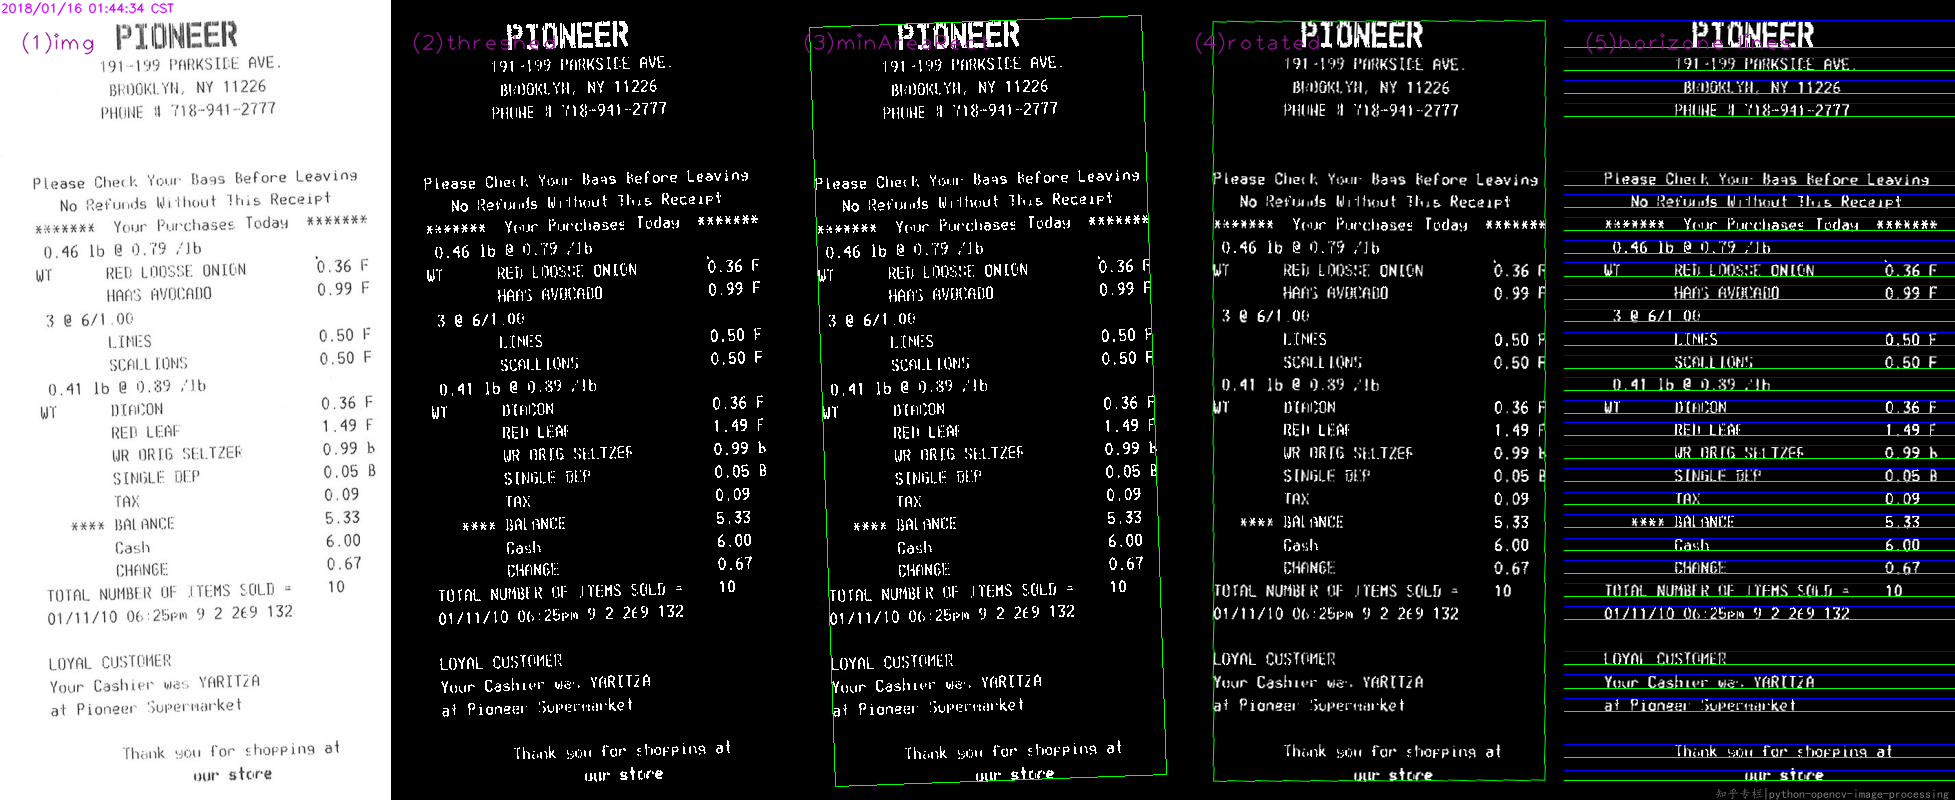 2018/01/16 01:44:34 CST
(1)img
PIONEER
191-199 PARKSIDE AVE.
BROOKLYN, NY 11226
PHONE # 718-941-2777
Please Check Your Bags Before Leaving
No Refunds Without This Receipt
******* Your Purchases Today *******
0.46 lb @ 0.79 /lb
WT RED LOOSSE ONION 0.36 F
HAAS AVOCADO 0.99 F
3 @ 6/1.00
LIMES 0.50 F
SCALLIONS 0.50 F
0.41 lb @ 0.89 /lb
WT DIACON 0.36 F
RED LEAF 1.49 F
WR ORIG SELTZER 0.99 b
SINGLE DEP 0.05 B
TAX 0.09
**** BALANCE 5.33
Cash 6.00
CHANGE 0.67
TOTAL NUMBER OF ITEMS SOLD = 10
01/11/10 06:25pm 9 2 269 132
LOYAL CUSTOMER
Your Cashier was YARITZA
at Pioneer Supermarket
Thank you for shopping at
our store
(2)threshed
PIONEER
191-199 PARKSIDE AVE.
BROOKLYN, NY 11226
PHONE # 718-941-2777
Please Check Your Bags Before Leaving
No Refunds Without This Receipt
******* Your Purchases Today *******
0.46 lb @ 0.79 /lb
WT RED LOOSSE ONION 0.36 F
HAAS AVOCADO 0.99 F
3 @ 6/1.00
LIMES 0.50 F
SCALLIONS 0.50 F
0.41 lb @ 0.89 /lb
WT DIACON 0.36 F
RED LEAF 1.49 F
WR ORIG SELTZER 0.99 b
SINGLE DEP 0.05 B
TAX 0.09
**** BALANCE 5.33
Cash 6.00
CHANGE 0.67
TOTAL NUMBER OF ITEMS SOLD = 10
01/11/10 06:25pm 9 2 269 132
LOYAL CUSTOMER
Your Cashier was YARITZA
at Pioneer Supermarket
Thank you for shopping at
our store
(3)minAreaRect
PIONEER
191-199 PARKSIDE AVE.
BROOKLYN, NY 11226
PHONE # 718-941-2777
Please Check Your Bags Before Leaving
No Refunds Without This Receipt
******* Your Purchases Today *******
0.46 lb @ 0.79 /lb
WT RED LOOSSE ONION 0.36 F
HAAS AVOCADO 0.99 F
3 @ 6/1.00
LIMES 0.50 F
SCALLIONS 0.50 F
0.41 lb @ 0.89 /lb
WT DIACON 0.36 F
RED LEAF 1.49 F
WR ORIG SELTZER 0.99 b
SINGLE DEP 0.05 B
TAX 0.09
**** BALANCE 5.33
Cash 6.00
CHANGE 0.67
TOTAL NUMBER OF ITEMS SOLD = 10
01/11/10 06:25pm 9 2 269 132
LOYAL CUSTOMER
Your Cashier was YARITZA
at Pioneer Supermarket
Thank you for shopping at
our store
(4)rotated
PIONEER
191-199 PARKSIDE AVE.
BROOKLYN, NY 11226
PHONE # 718-941-2777
Please Check Your Bags Before Leaving
No Refunds Without This Receipt
******* Your Purchases Today *******
0.46 lb @ 0.79 /lb
WT RED LOOSSE ONION 0.36 F
HAAS AVOCADO 0.99 F
3 @ 6/1.00
LIMES 0.50 F
SCALLIONS 0.50 F
0.41 lb @ 0.89 /lb
WT DIACON 0.36 F
RED LEAF 1.49 F
WR ORIG SELTZER 0.99 b
SINGLE DEP 0.05 B
TAX 0.09
**** BALANCE 5.33
Cash 6.00
CHANGE 0.67
TOTAL NUMBER OF ITEMS SOLD = 10
01/11/10 06:25pm 9 2 269 132
LOYAL CUSTOMER
Your Cashier was YARITZA
at Pioneer Supermarket
Thank you for shopping at
our store
(5)horizone lines
PIONEER
191-199 PARKSIDE AVE.
BROOKLYN, NY 11226
PHONE # 718-941-2777
Please Check Your Bags Before Leaving
No Refunds Without This Receipt
******* Your Purchases Today *******
0.46 lb @ 0.79 /lb
WT RED LOOSSE ONION 0.36 F
HAAS AVOCADO 0.99 F
3 @ 6/1.00
LIMES 0.50 F
SCALLIONS 0.50 F
0.41 lb @ 0.89 /lb
WT DIACON 0.36 F
RED LEAF 1.49 F
WR ORIG SELTZER 0.99 b
SINGLE DEP 0.05 B
TAX 0.09
**** BALANCE 5.33
Cash 6.00
CHANGE 0.67
TOTAL NUMBER OF ITEMS SOLD = 10
01/11/10 06:25pm 9 2 269 132
LOYAL CUSTOMER
Your Cashier was YARITZA
at Pioneer Supermarket
Thank you for shopping at
our store
知乎专栏|python-opencv-image-processing